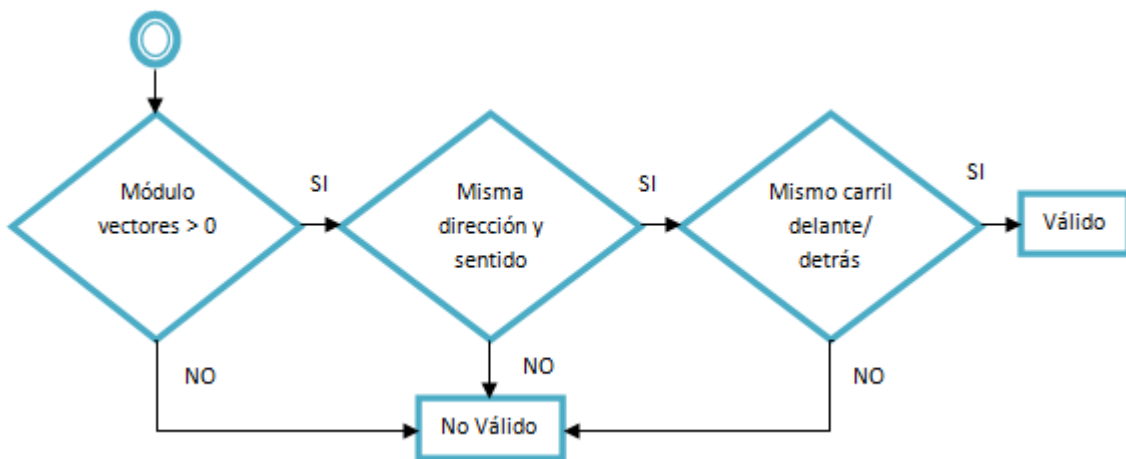 Módulo
vectores > 0
SI
Misma
dirección y
sentido
SI
Mismo carril
delante/
detrás
SI
Válido
NO
NO
NO
No Válido